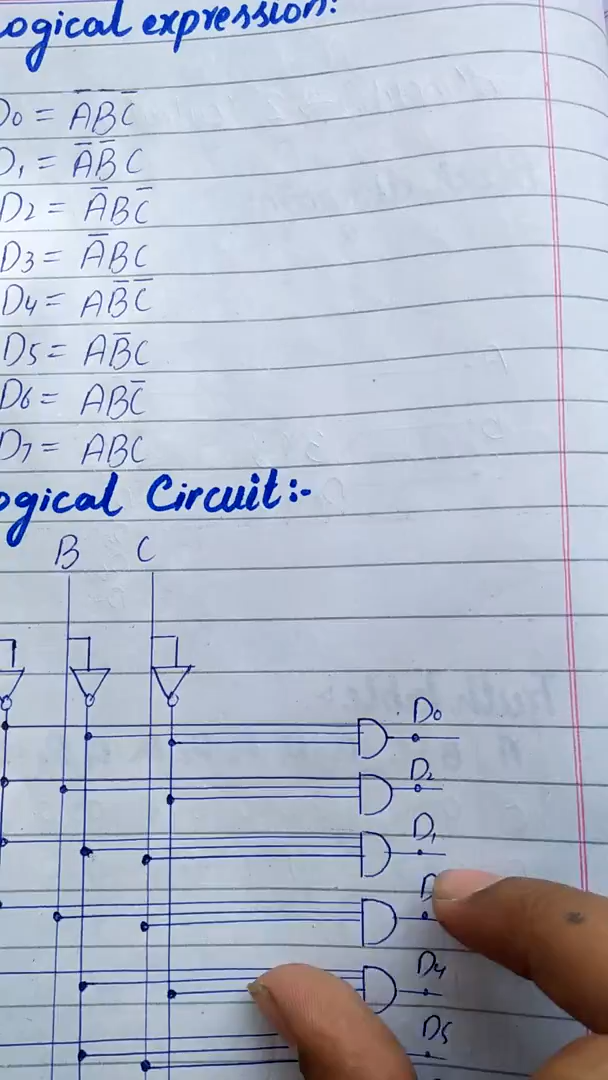 ogical expression:
D0 = A̅B̅C̅
D1 = A̅B̅C
D2 = A̅BC̅
D3 = A̅BC
D4 = AB̅C̅
D5 = AB̅C
D6 = ABC̅
D7 = ABC
ogical Circuit:-
B C
D0
D2
D1
D
D4
D5